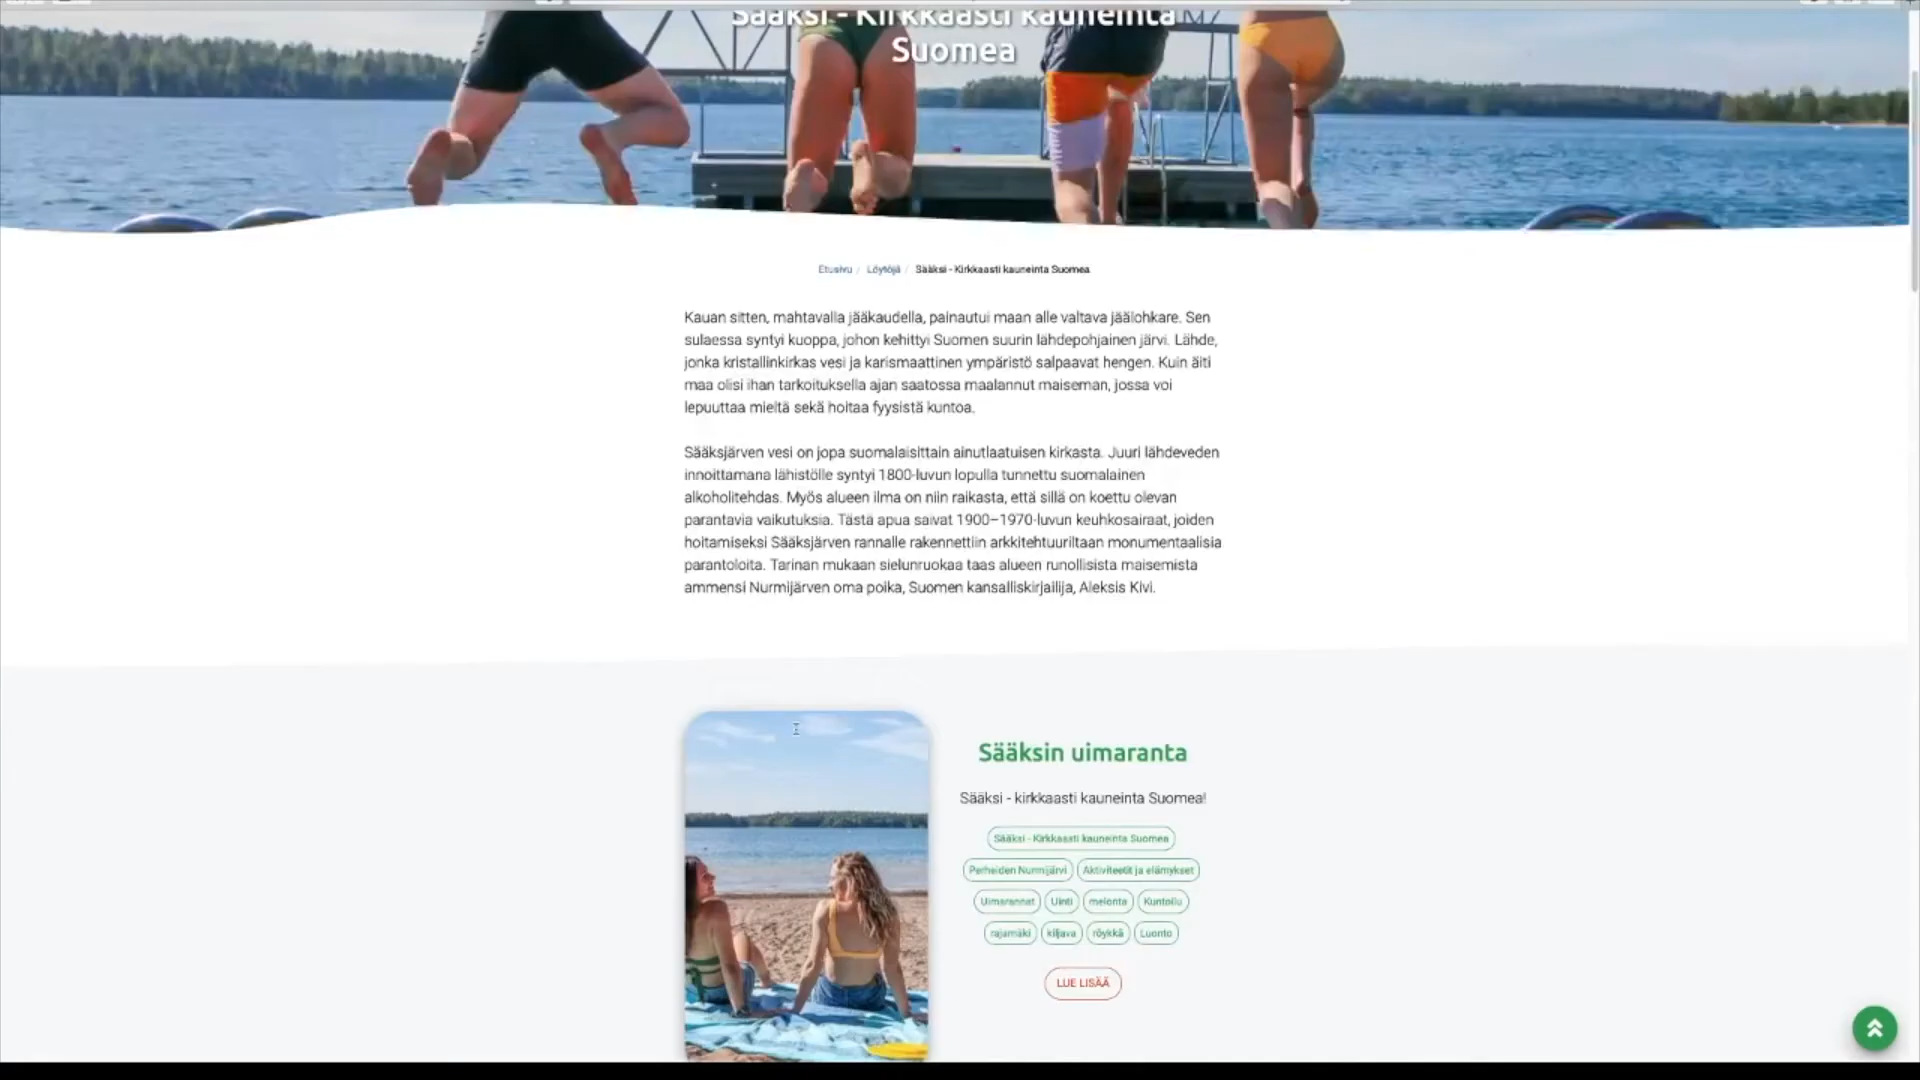 Sääksi - Kirkkaasti kauneinta
Suomea
Etusivu / Löytöjä / Sääksi - Kirkkaasti kauneinta Suomea
Kauan sitten, mahtavalla jääkaudella, painautui maan alle valtava jäälohkare. Sen
sulaessa syntyi kuoppa, johon kehittyi Suomen suurin lähdepohjainen järvi. Lähde,
jonka kristallinkirkas vesi ja karismaattinen ympäristö salpaavat hengen. Kuin äiti
maa olisi ihan tarkoituksella ajan saatossa maalannut maiseman, jossa voi
lepuuttaa mieltä sekä hoitaa fyysistä kuntoa.
Sääksjärven vesi on jopa suomalaisittain ainutlaatuisen kirkasta. Juuri lähdeveden
innoittamana lähistölle syntyi 1800-luvun lopulla tunnettu suomalainen
alkoholitehdas. Myös alueen ilma on niin raikasta, että sillä on koettu olevan
parantavia vaikutuksia. Tästä apua saivat 1900–1970-luvun keuhkosairaat, joiden
hoitamiseksi Sääksjärven rannalle rakennettiin arkkitehtuuriltaan monumentaalisia
parantoloita. Tarinan mukaan sielunruokaa taas alueen runollisista maisemista
ammensi Nurmijärven oma poika, Suomen kansalliskirjailija, Aleksis Kivi.
Sääksin uimaranta
Sääksi - kirkkaasti kauneinta Suomea!
Sääksi - Kirkkaasti kauneinta Suomea
Perheiden Nurmijärvi Aktiviteetit ja elämykset
Uimarannat Uinti melonta Kuntoilu
rajamäki kiljava röykkä Luonto
LUE LISÄÄ